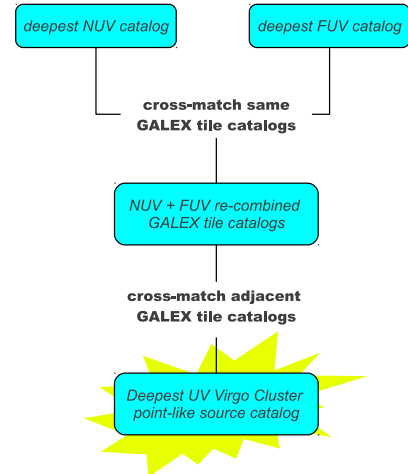 deepest NUV catalog
deepest FUV catalog
cross-match same
GALEX tile catalogs
NUV + FUV re-combined
GALEX tile catalogs
cross-match adjacent
GALEX tile catalogs
Deepest UV Virgo Cluster
point-like source catalog